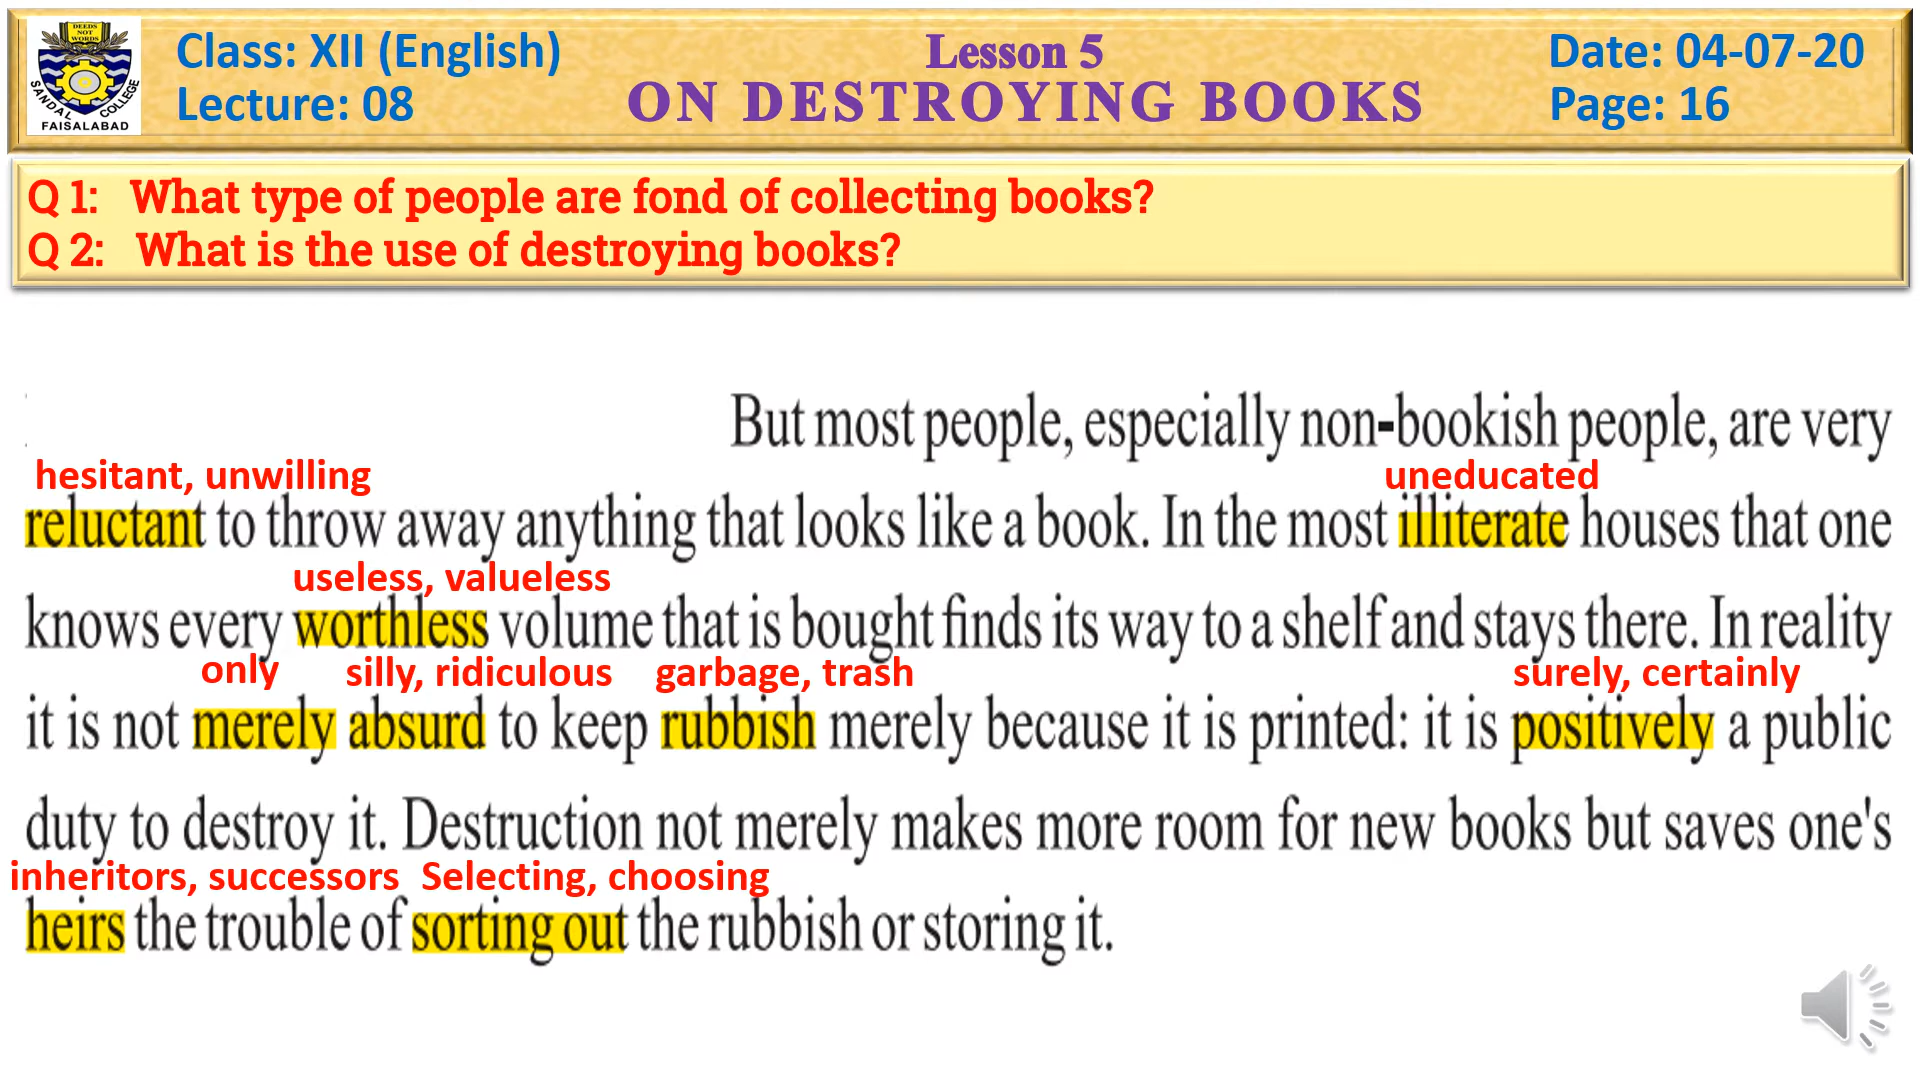 DEEDS
NOT
WORDS
SANDAL COLLEGE
FAISALABAD
Class: XII (English)
Lecture: 08
Lesson 5
ON DESTROYING BOOKS
Date: 04-07-20
Page: 16
Q 1: What type of people are fond of collecting books?
Q 2: What is the use of destroying books?
But most people, especially non-bookish people, are very
hesitant, unwilling uneducated
reluctant to throw away anything that looks like a book. In the most illiterate houses that one
useless, valueless
knows every worthless volume that is bought finds its way to a shelf and stays there. In reality
only silly, ridiculous garbage, trash surely, certainly
it is not merely absurd to keep rubbish merely because it is printed: it is positively a public
duty to destroy it. Destruction not merely makes more room for new books but saves one's
inheritors, successors Selecting, choosing
heirs the trouble of sorting out the rubbish or storing it.